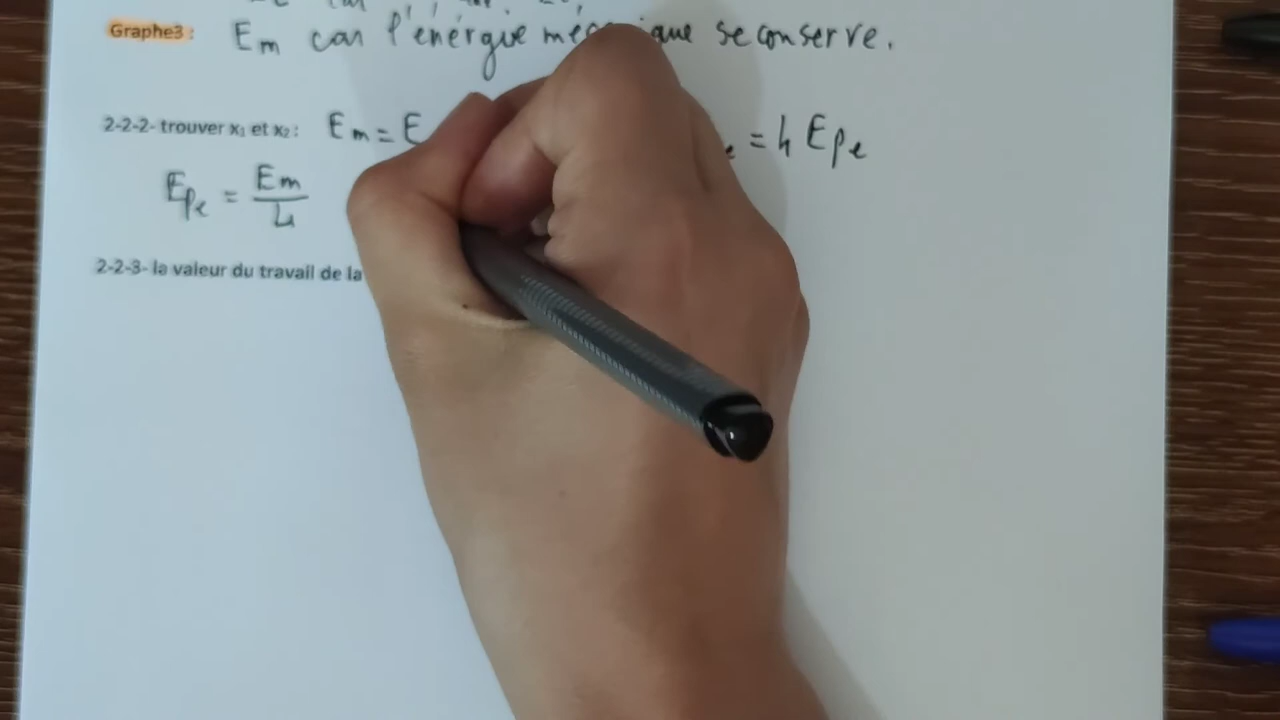 Graphe3 : Em car l'énergie que se conserve.
2-2-2- trouver x₁ et x₂ : Em = E = 4 Epe
Epe = Em / 4
2-2-3- la valeur du travail de la